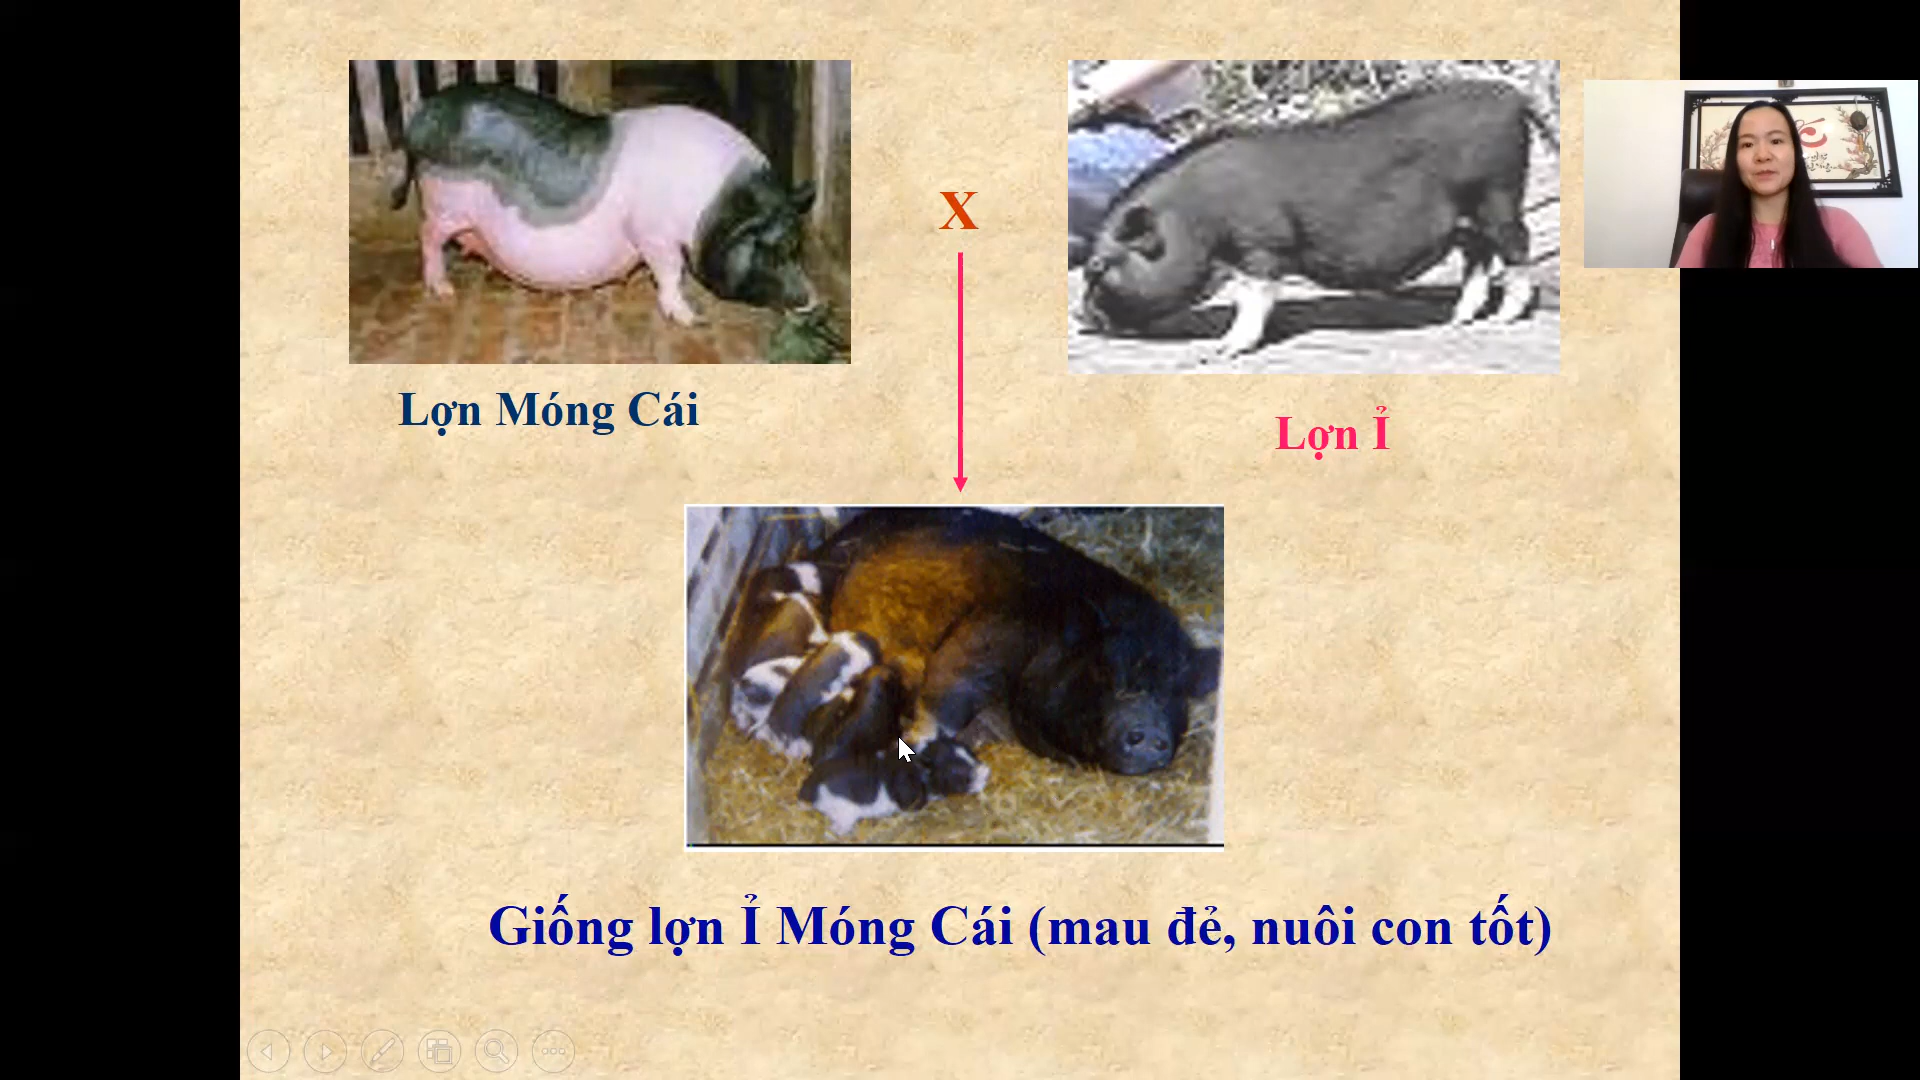 X
Lợn Móng Cái
Lợn Ỉ
Giống lợn Ỉ Móng Cái (mau đẻ, nuôi con tốt)